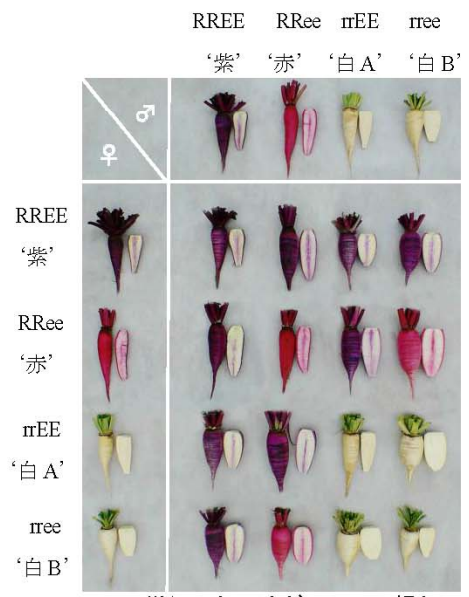 RREE RRee rrEE rree
‘紫’ ‘赤’ ‘白A’ ‘白B’
♂
♀
RREE
‘紫’
RRee
‘赤’
rrEE
‘白A’
rree
‘白B’